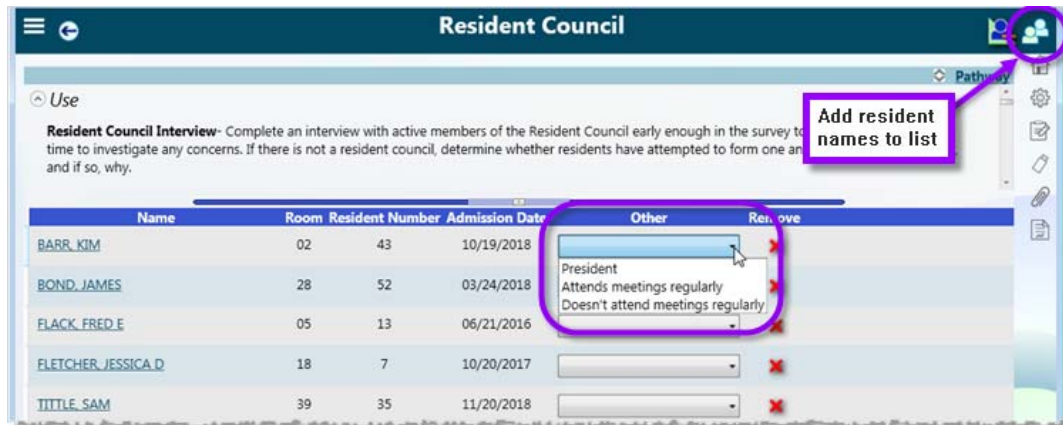 Resident Council
Pathway
Use
Add resident
names to list
Resident Council Interview- Complete an interview with active members of the Resident Council early enough in the survey to
time to investigate any concerns. If there is not a resident council, determine whether residents have attempted to form one
and if so, why.
Name Room Resident Number Admission Date Other Remove
BARR, KIM 02 43 10/19/2018
President
BOND, JAMES 28 52 03/24/2018 Attends meetings regularly
Doesn't attend meetings regularly
FLACK, FRED E 05 13 06/21/2016
FLETCHER, JESSICA D 18 7 10/20/2017
TITTLE, SAM 39 35 11/20/2018